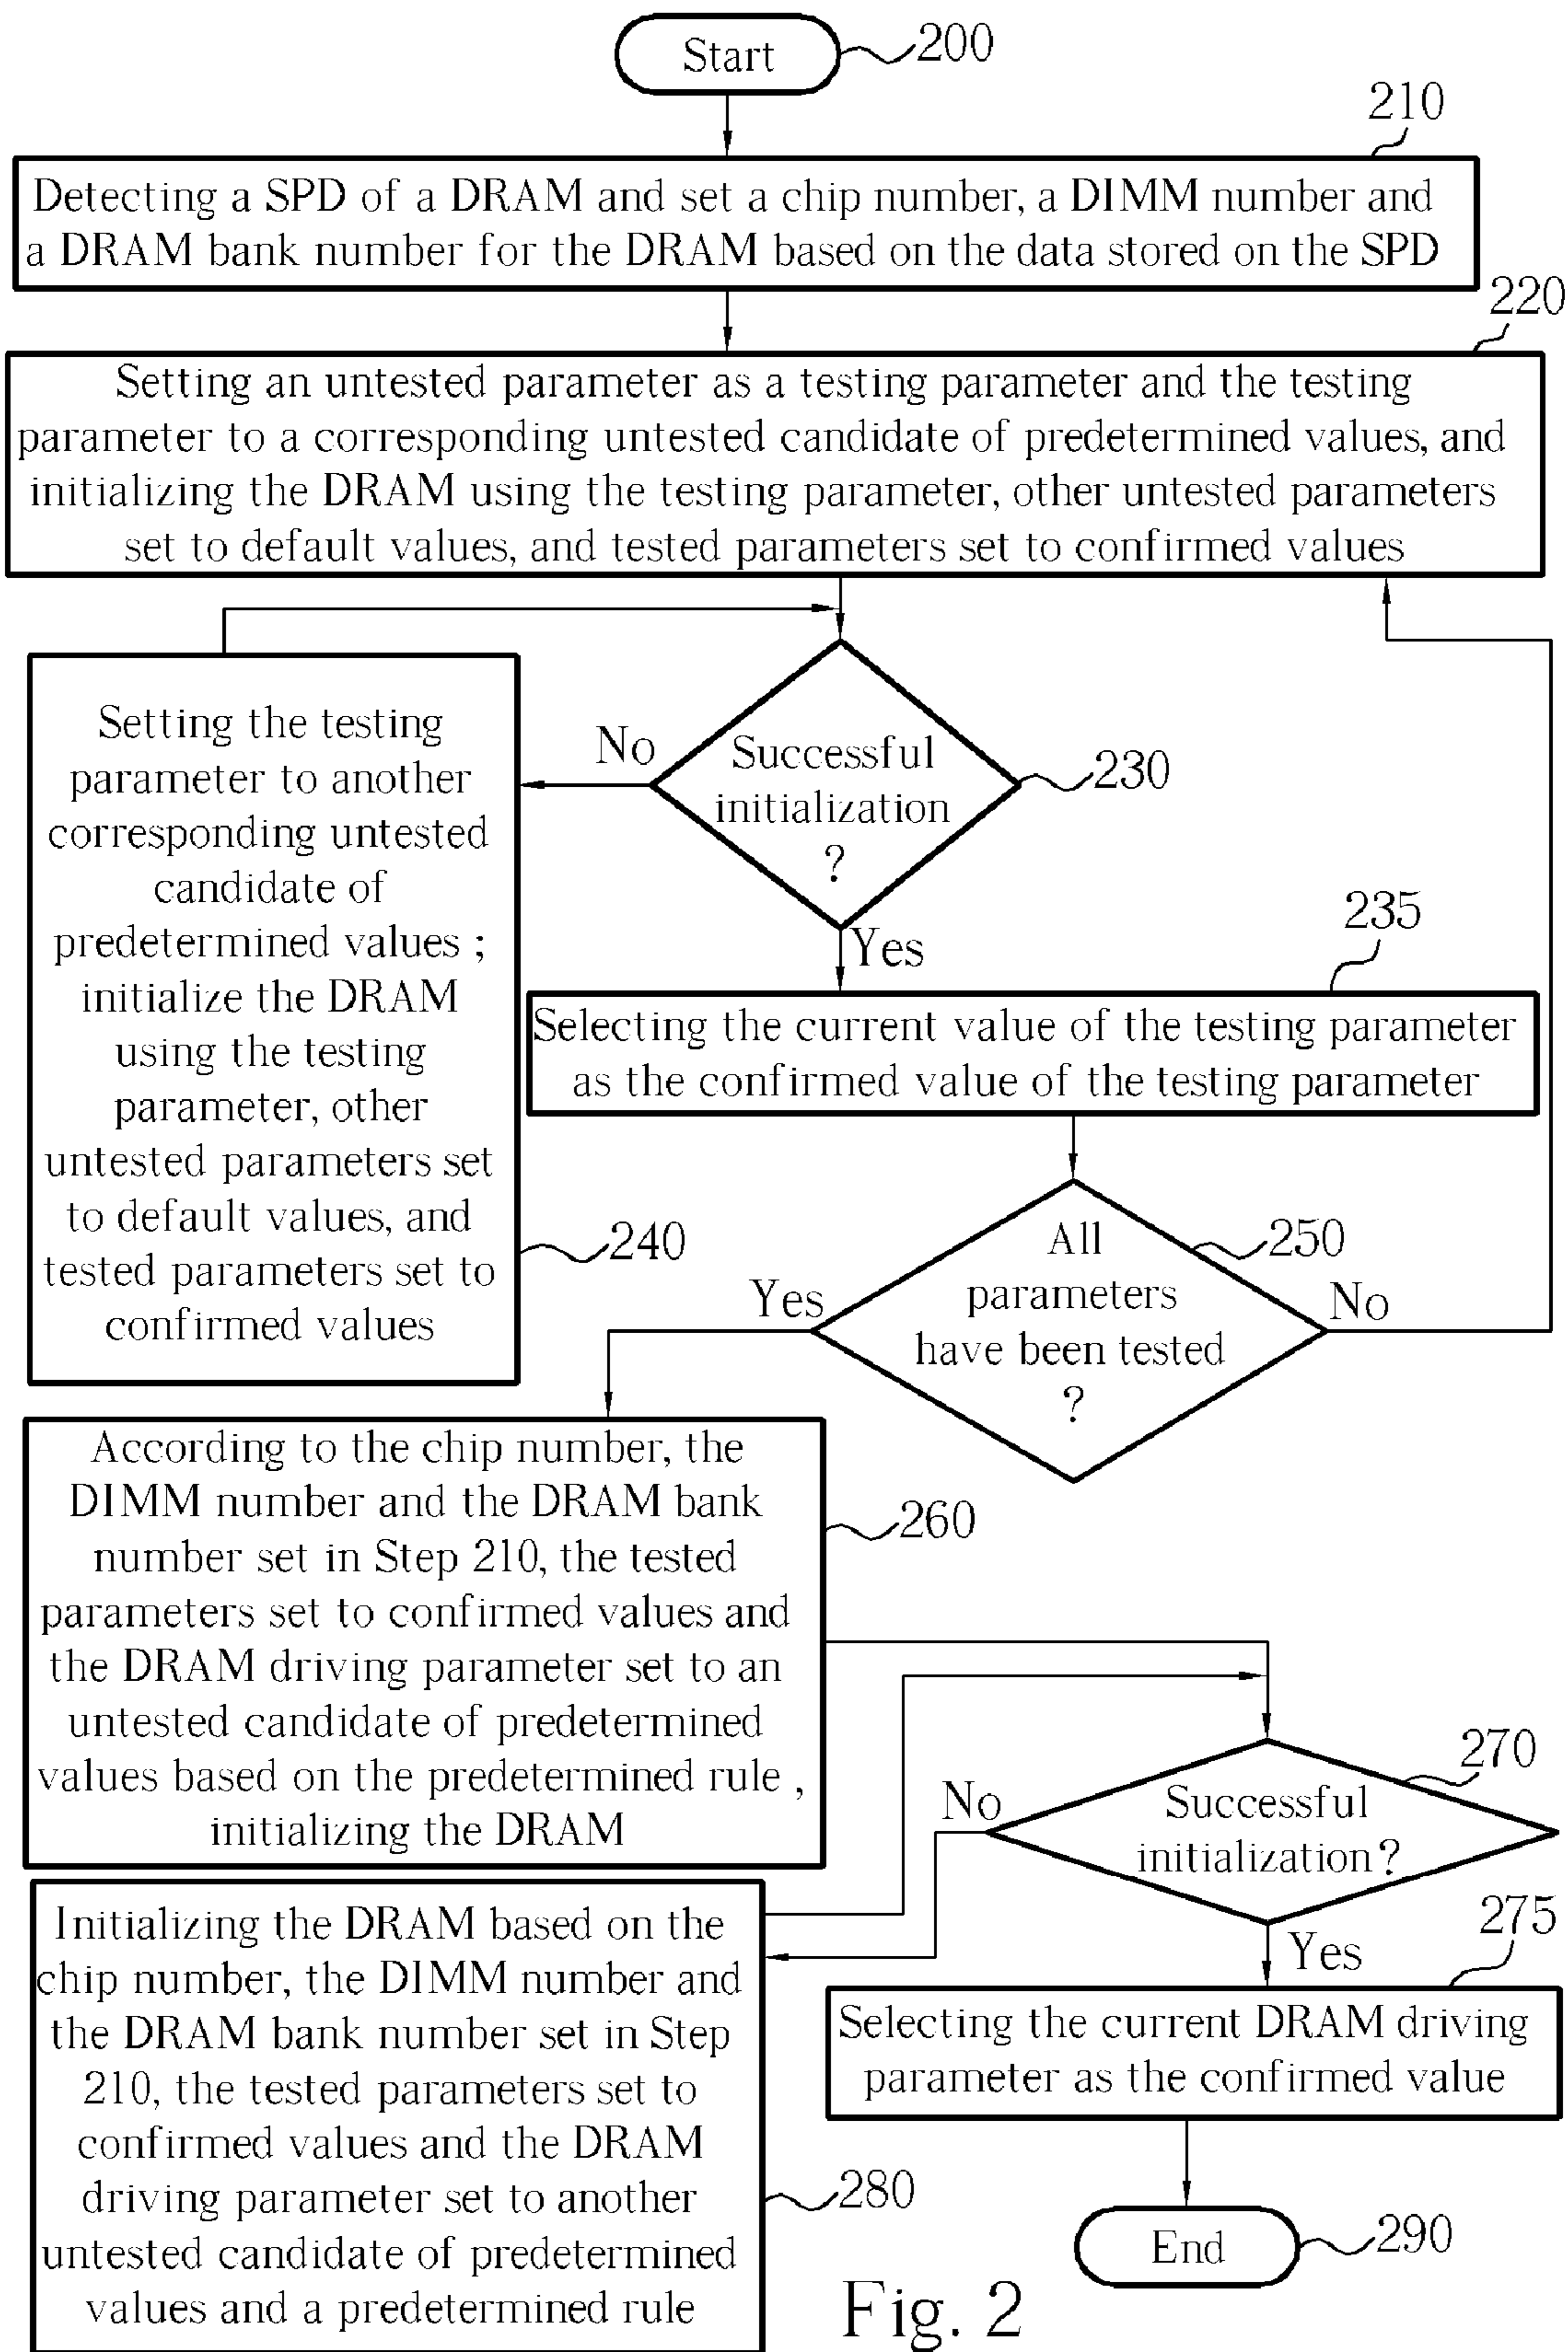 Start
200
210
Detecting a SPD of a DRAM and set a chip number, a DIMM number and
a DRAM bank number for the DRAM based on the data stored on the SPD
220
Setting an untested parameter as a testing parameter and the testing
parameter to a corresponding untested candidate of predetermined values, and
initializing the DRAM using the testing parameter, other untested parameters
set to default values, and tested parameters set to confirmed values
Successful
initialization
?
230
No
Yes
Setting the testing
parameter to another
corresponding untested
candidate of
predetermined values ;
initialize the DRAM
using the testing
parameter, other
untested parameters set
to default values, and
tested parameters set to
confirmed values
240
235
Selecting the current value of the testing parameter
as the confirmed value of the testing parameter
All
parameters
have been tested
?
250
Yes
No
According to the chip number, the
DIMM number and the DRAM bank
number set in Step 210, the tested
parameters set to confirmed values and
the DRAM driving parameter set to an
untested candidate of predetermined
values based on the predetermined rule ,
initializing the DRAM
260
270
Successful
initialization?
No
Yes
Initializing the DRAM based on the
chip number, the DIMM number and
the DRAM bank number set in Step
210, the tested parameters set to
confirmed values and the DRAM
driving parameter set to another
untested candidate of predetermined
values and a predetermined rule
280
275
Selecting the current DRAM driving
parameter as the confirmed value
End
290
Fig. 2